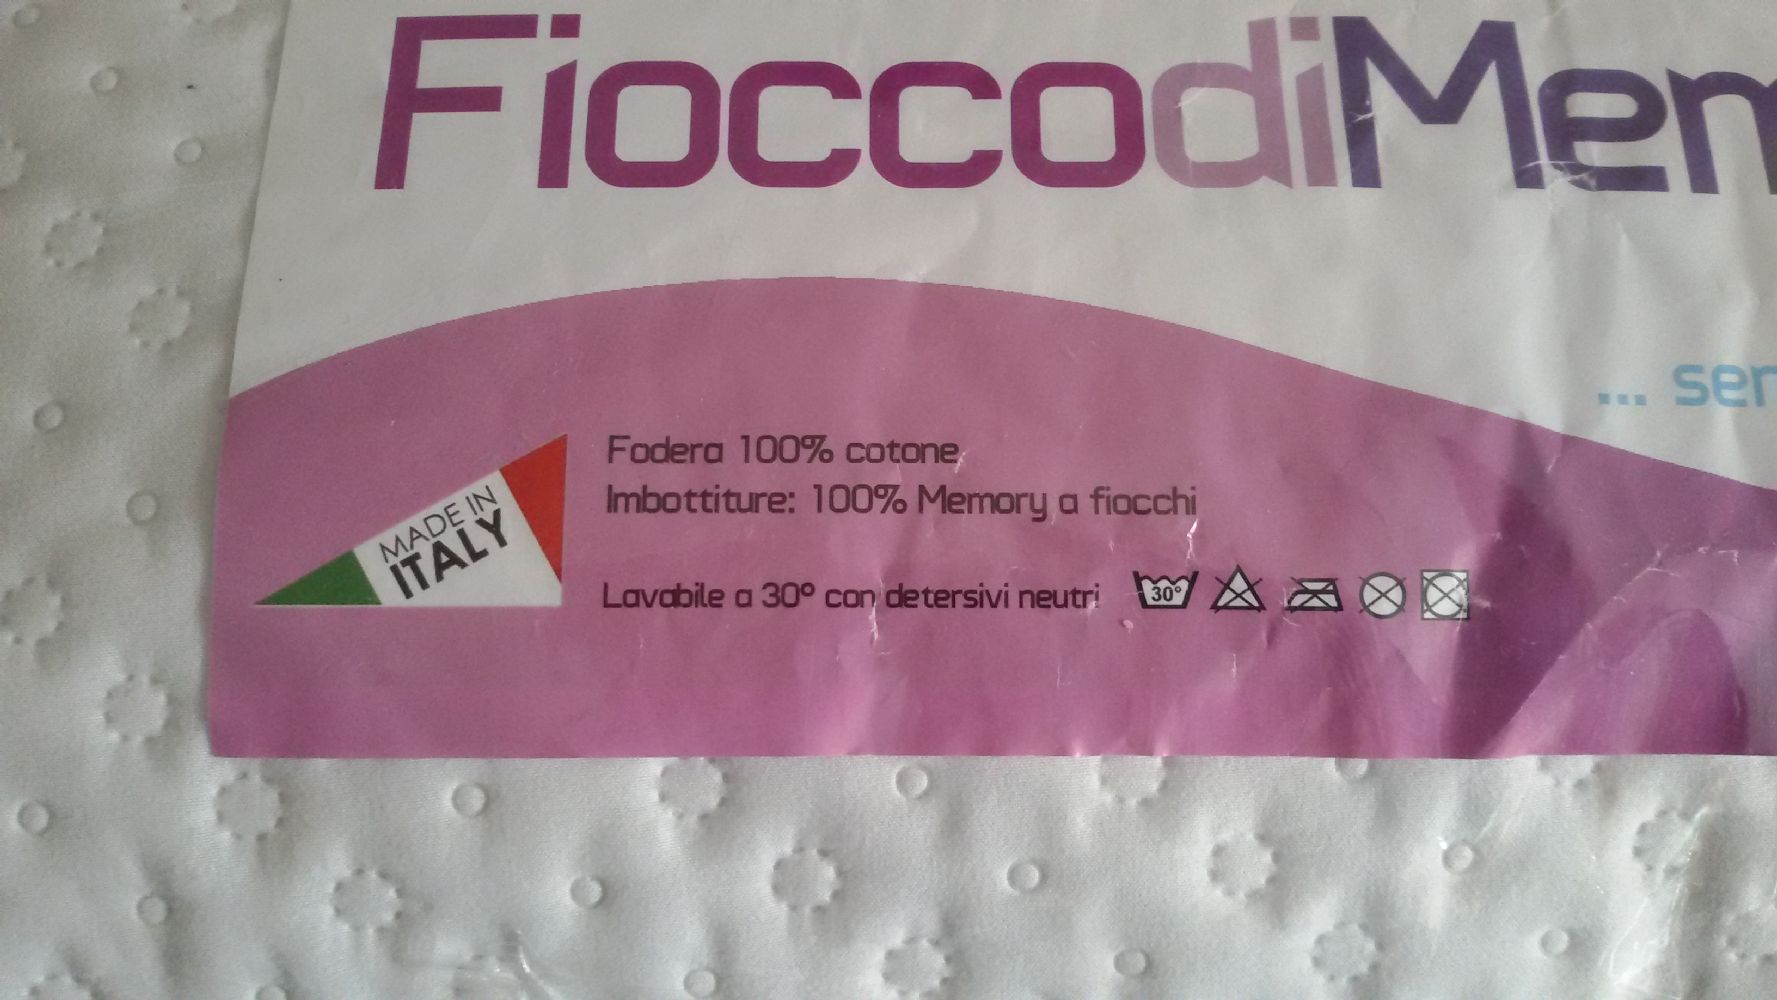 FioccodiMem
... sen
MADE IN
ITALY
Fodera 100% cotone
Imbottiture: 100% Memory a fiocchi
Lavabile a 30° con detersivi neutri 30°